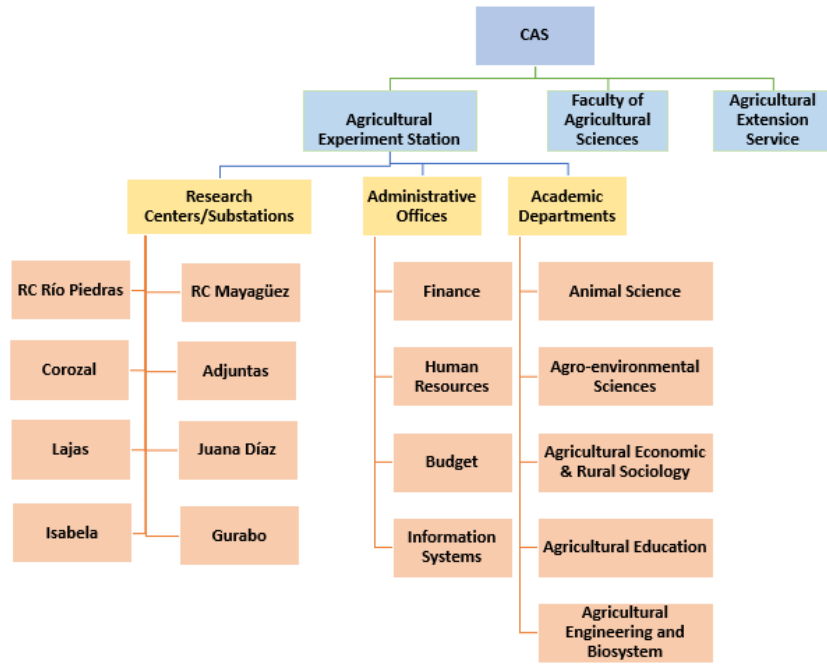 CAS
Agricultural
Experiment Station
Faculty of
Agricultural
Sciences
Agricultural
Extension
Service
Research
Centers/Substations
Administrative
Offices
Academic
Departments
RC Río Piedras
RC Mayagüez
Corozal
Adjuntas
Lajas
Juana Díaz
Isabela
Gurabo
Finance
Human
Resources
Budget
Information
Systems
Animal Science
Agro-environmental
Sciences
Agricultural Economic
& Rural Sociology
Agricultural Education
Agricultural
Engineering and
Biosystem